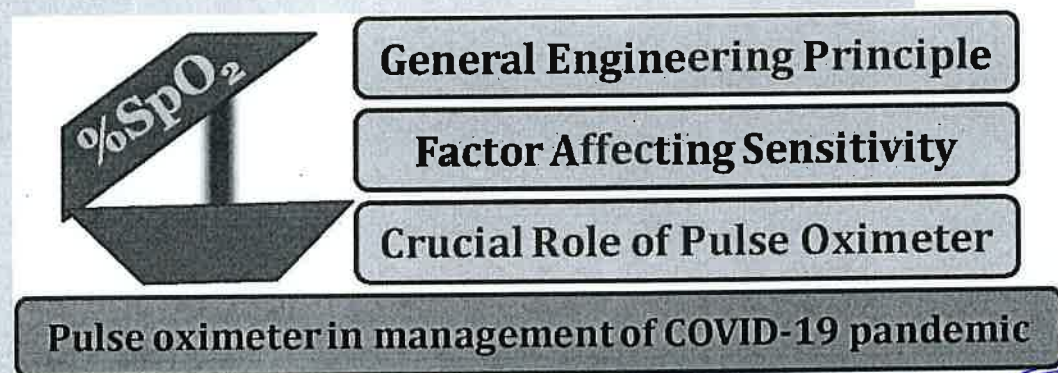 %SpO₂
General Engineering Principle
Factor Affecting Sensitivity
Crucial Role of Pulse Oximeter
Pulse oximeter in management of COVID-19 pandemic